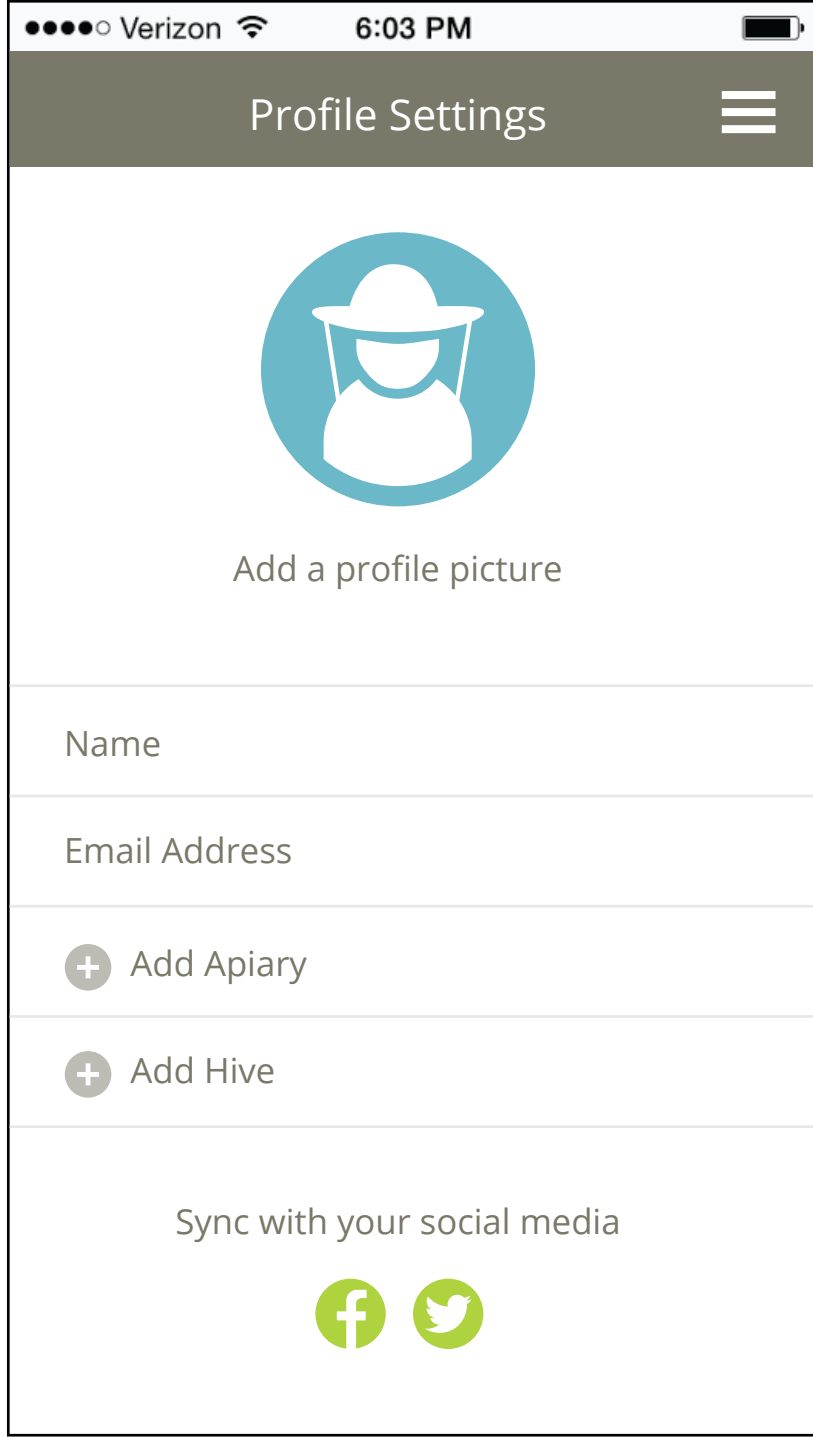 Verizon 6:03 PM
Profile Settings
Add a profile picture
Name
Email Address
Add Apiary
Add Hive
Sync with your social media